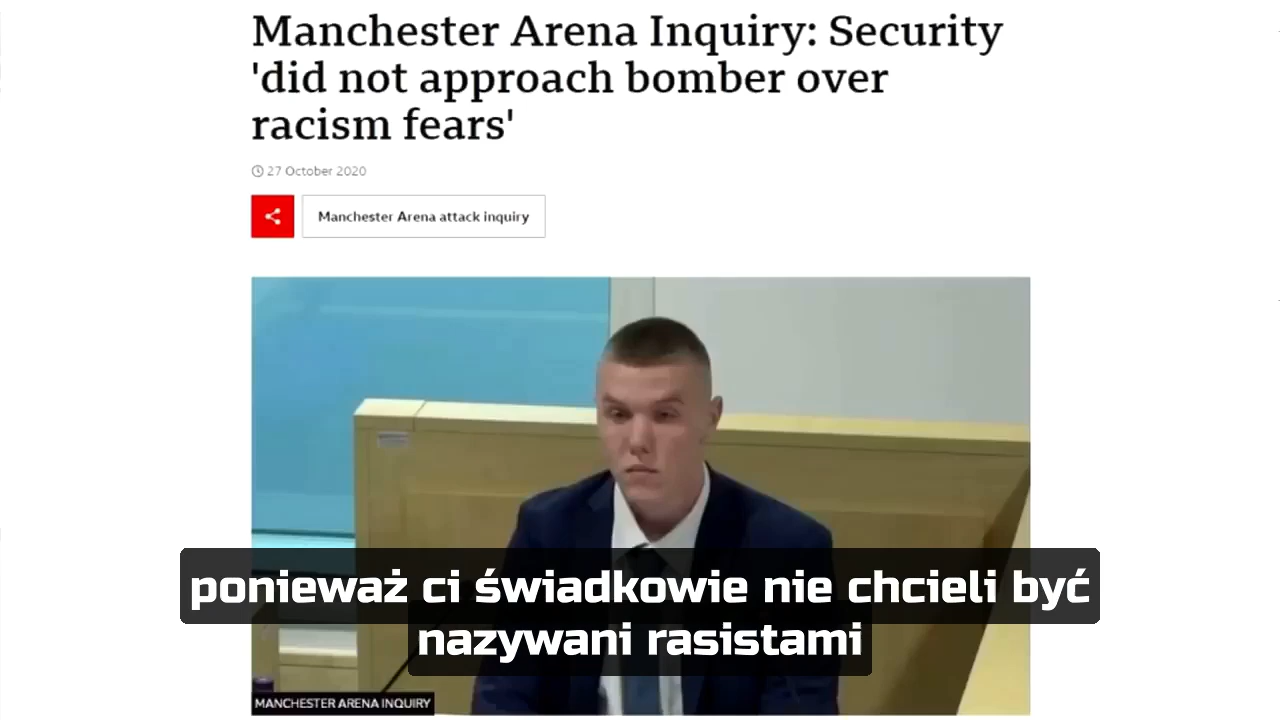 Manchester Arena Inquiry: Security
'did not approach bomber over
racism fears'
27 October 2020
Manchester Arena attack inquiry
ponieważ ci świadkowie nie chcieli być
nazywani rasistami
MANCHESTER ARENA INQUIRY